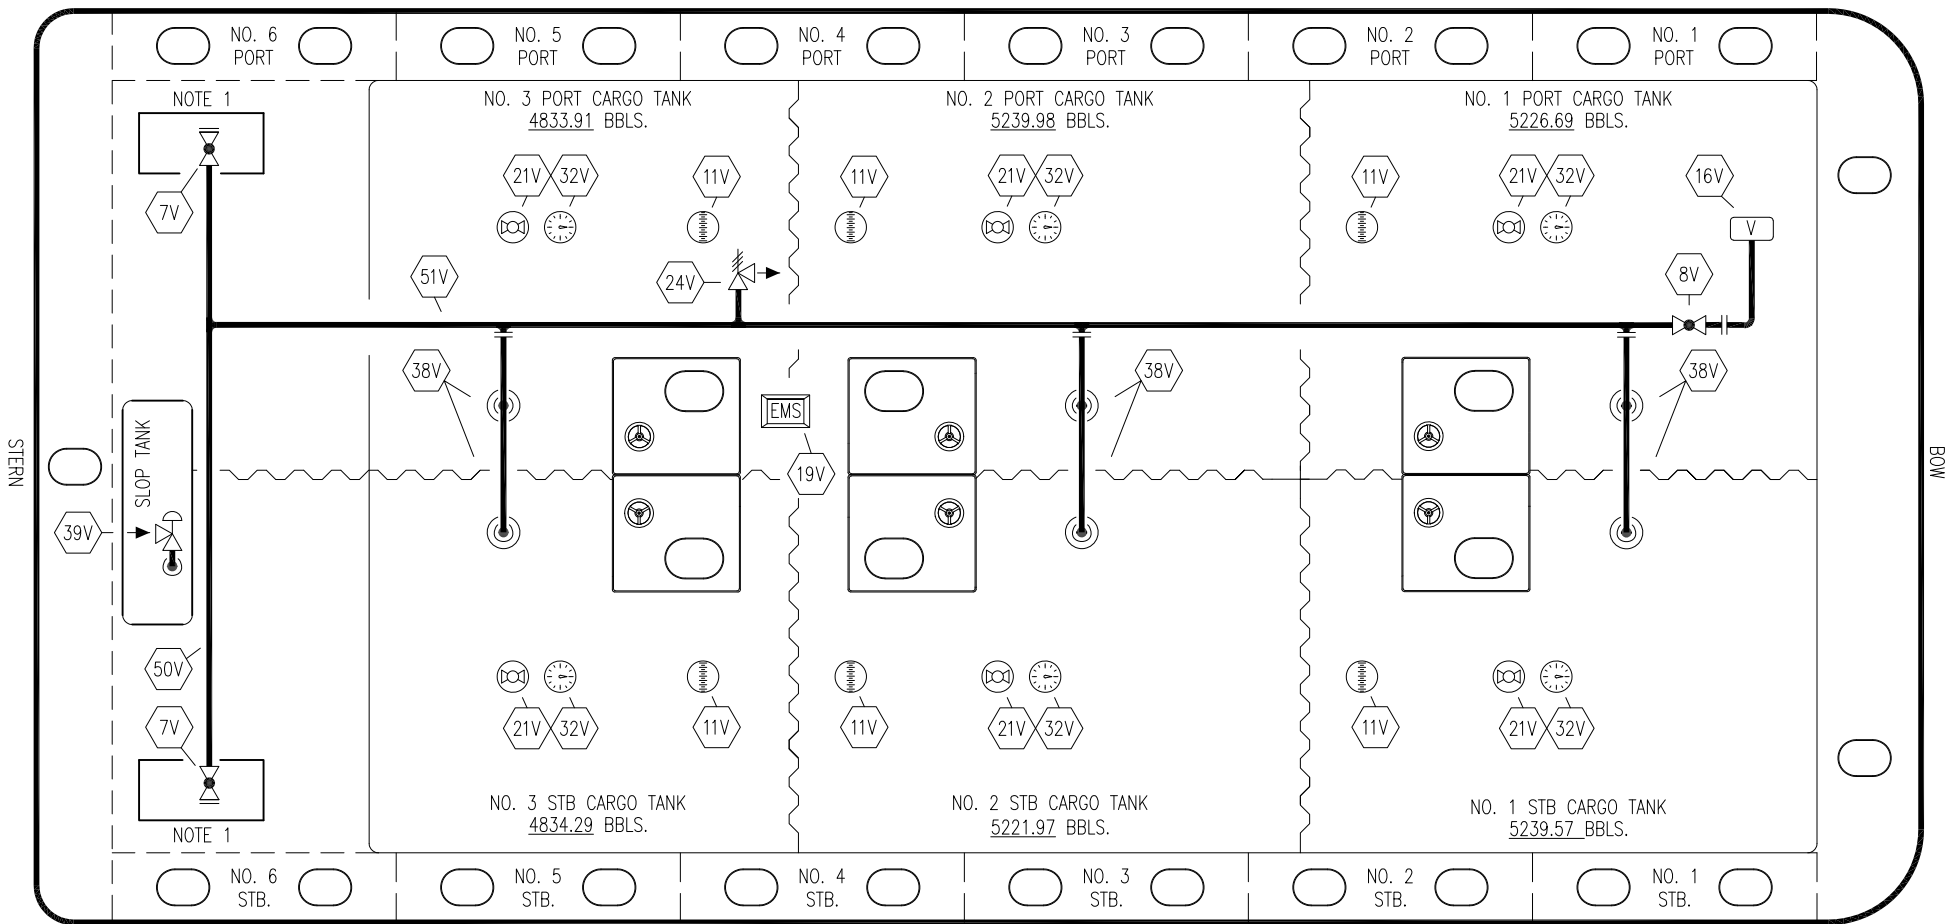 NO. 6
PORT
NO. 5
PORT
NO. 4
PORT
NO. 3
PORT
NO. 2
PORT
NO. 1
PORT
NOTE 1
NO. 3 PORT CARGO TANK
4833.91 BBLS.
NO. 2 PORT CARGO TANK
5239.98 BBLS.
NO. 1 PORT CARGO TANK
5226.69 BBLS.
7V
21V 32V
11V
11V
21V 32V
11V
21V 32V
16V
V
51V
24V
8V
38V
38V
38V
EMS
19V
STERN
SLOP TANK
39V
BOW
50V
7V
21V 32V
11V
11V
21V 32V
11V
21V 32V
NO. 3 STB CARGO TANK
4834.29 BBLS.
NO. 2 STB CARGO TANK
5221.97 BBLS.
NO. 1 STB CARGO TANK
5239.57 BBLS.
NOTE 1
NO. 6
STB.
NO. 5
STB.
NO. 4
STB.
NO. 3
STB.
NO. 2
STB.
NO. 1
STB.